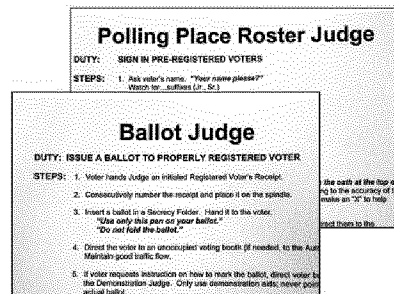 Polling Place Roster Judge
DUTY: SIGN IN PRE-REGISTERED VOTERS
STEPS: 1. Ask voter's name. "Your name please?"
Watch for...suffixes (Jr., Sr.)
the oath at the top o
ng to the accuracy of t
make an "X" to help
rect them to the
Ballot Judge
DUTY: ISSUE A BALLOT TO PROPERLY REGISTERED VOTER
STEPS: 1. Voter hands Judge an initialed Registered Voter's Receipt.
2. Consecutively number the receipt and place it on the spindle.
3. Insert a ballot in a Secrecy Folder. Hand it to the voter.
"Use only this pen on your ballot."
"Do not fold the ballot."
4. Direct the voter to an unoccupied voting booth (if needed, to the Aut
Maintain good traffic flow.
5. If voter requests instruction on how to mark the ballot, direct voter b
the Demonstration Judge. Only use demonstration aids; never poin
actual ballot